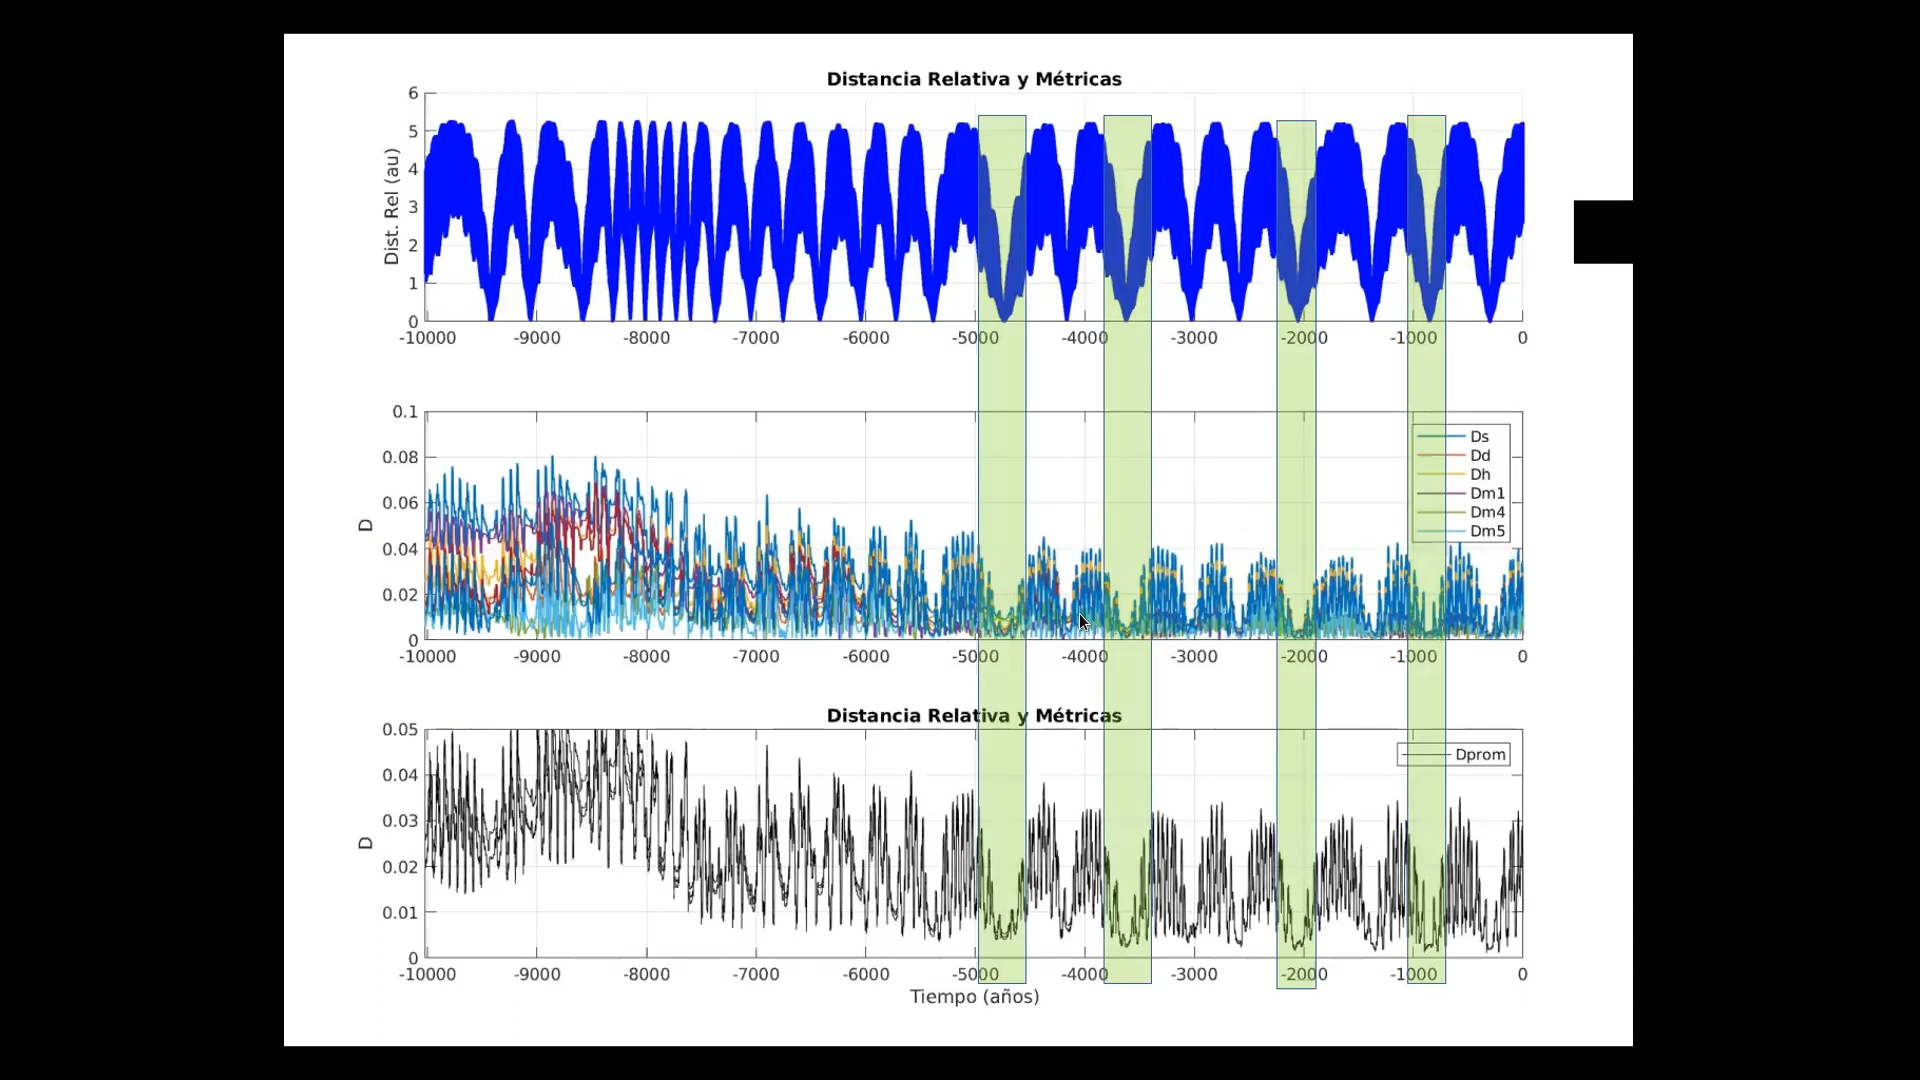 Distancia Relativa y Métricas
6
5
4
3
2
1
0
Dist. Rel (au)
-10000 -9000 -8000 -7000 -6000 -5000 -4000 -3000 -2000 -1000 0
0.1
0.08
0.06
0.04
0.02
0
D
Ds
Dd
Dh
Dm1
Dm4
Dm5
-10000 -9000 -8000 -7000 -6000 -5000 -4000 -3000 -2000 -1000 0
Distancia Relativa y Métricas
0.05
0.04
0.03
0.02
0.01
0
D
Dprom
-10000 -9000 -8000 -7000 -6000 -5000 -4000 -3000 -2000 -1000 0
Tiempo (años)